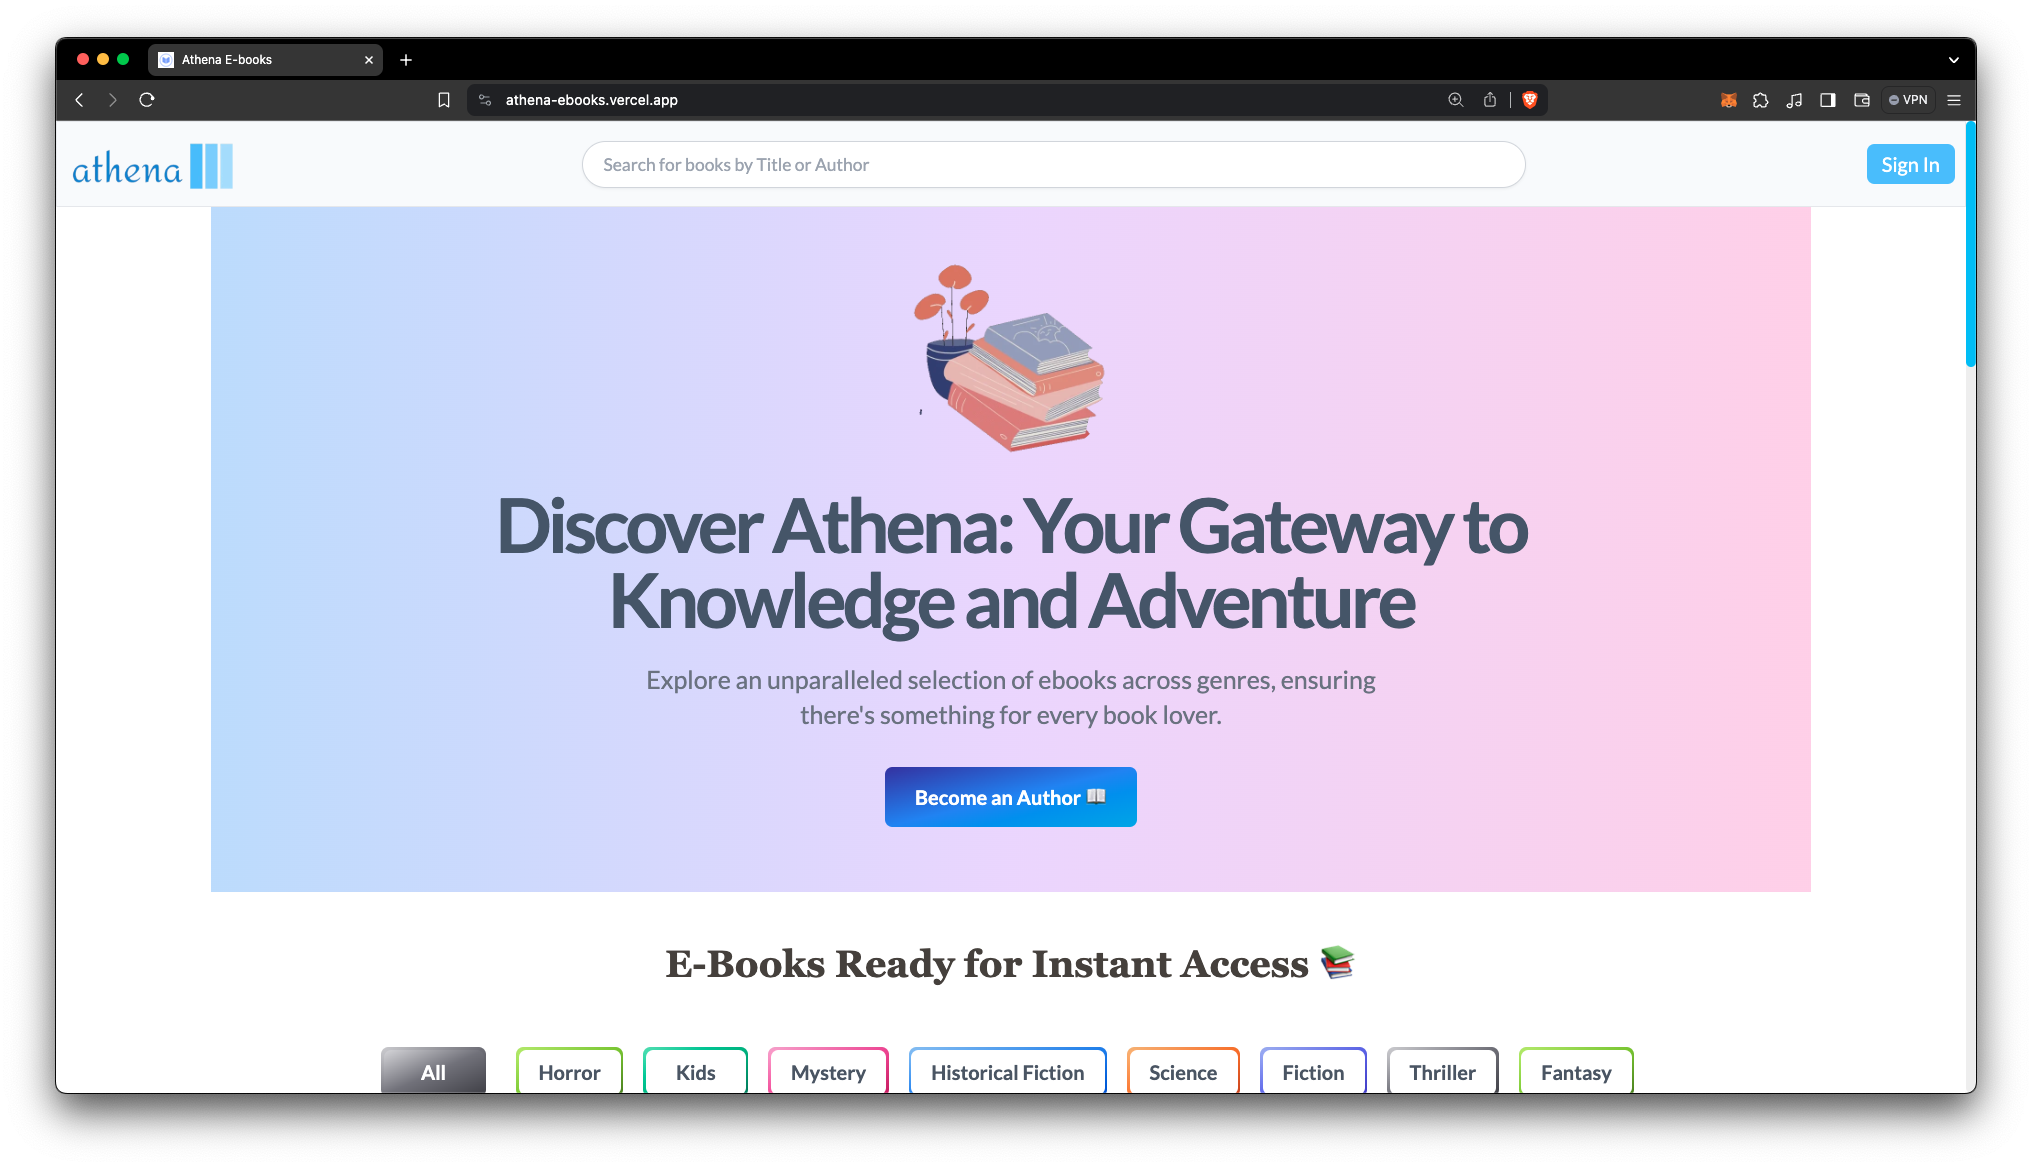 Athena E-books
athena-ebooks.vercel.app
VPN
athena
Search for books by Title or Author
Sign In
Discover Athena: Your Gateway to
Knowledge and Adventure
Explore an unparalleled selection of ebooks across genres, ensuring
there's something for every book lover.
Become an Author 📖
E-Books Ready for Instant Access 📚
All
Horror
Kids
Mystery
Historical Fiction
Science
Fiction
Thriller
Fantasy